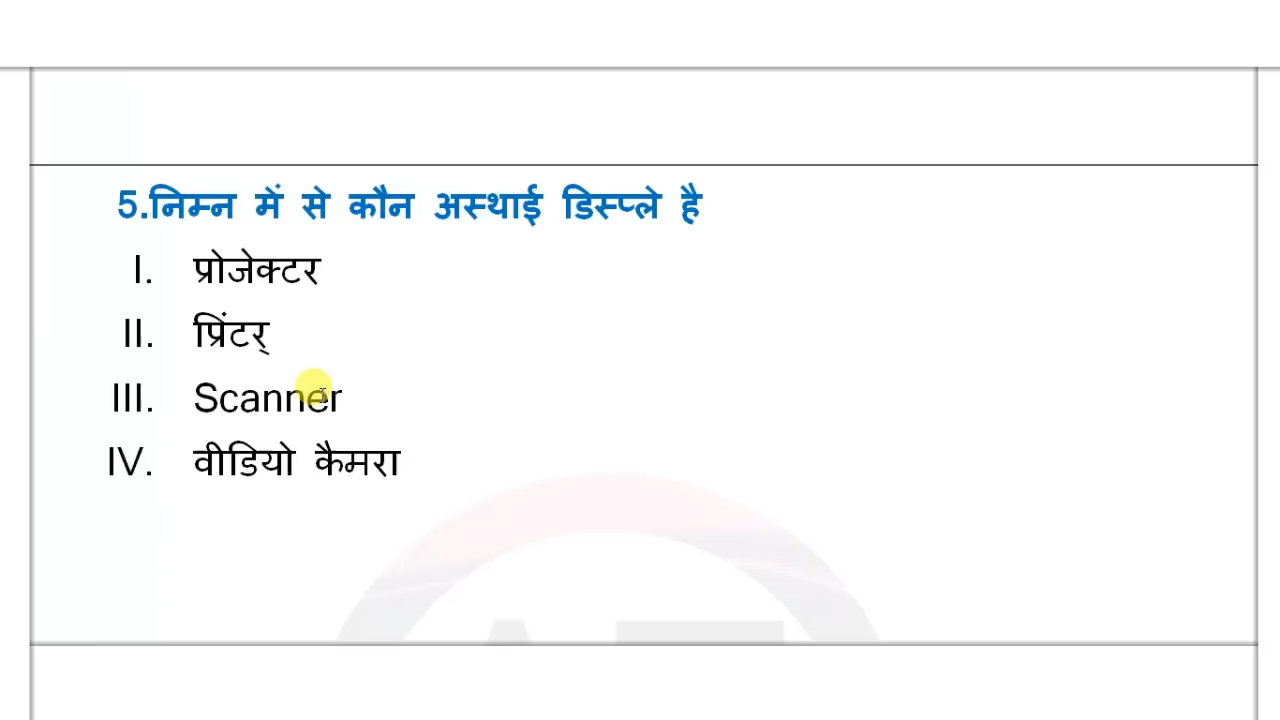 5.निम्न में से कौन अस्थाई डिस्प्ले है
I. प्रोजेक्टर
II. प्रिंटर्
III. Scanner
IV. वीडियो कैमरा